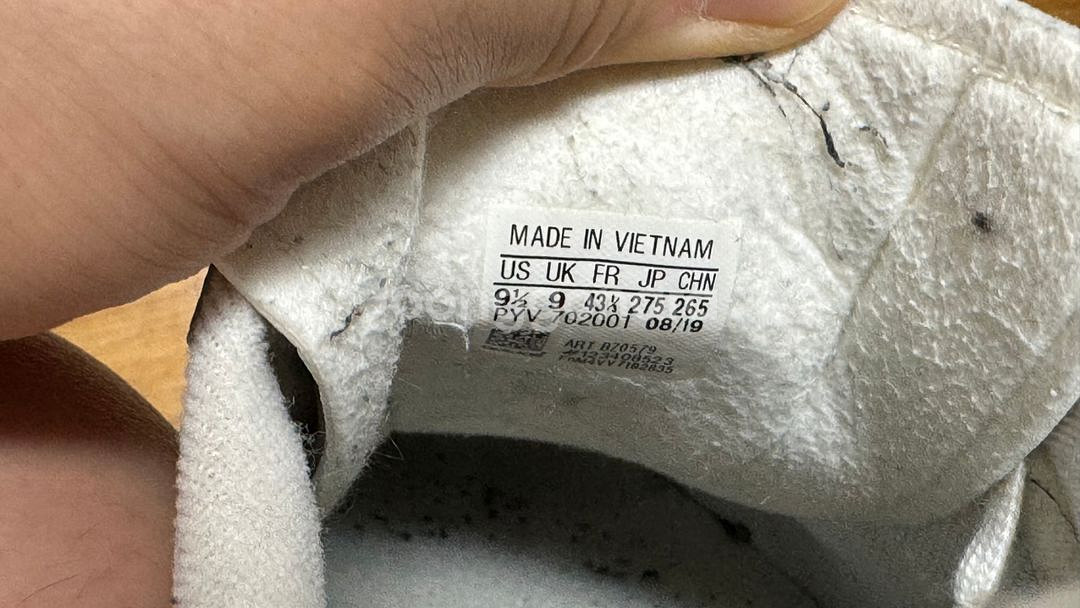 MADE IN VIETNAM
US UK FR JP CHN
9½ 9 43⅓ 275 265
PYV 702001 08/19
ART B70579
#123408523